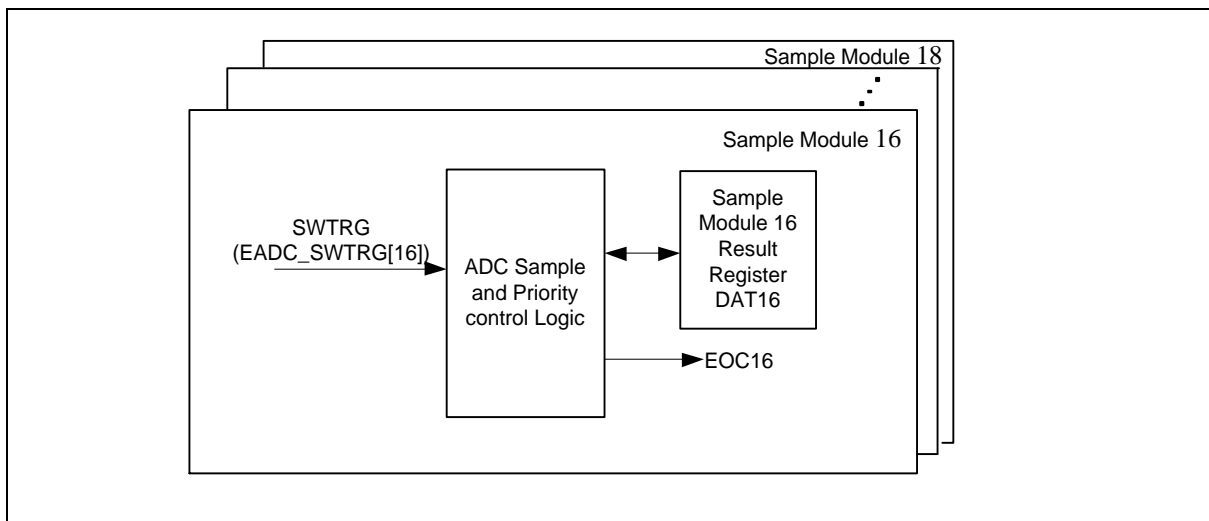 Sample Module 18
Sample Module 16
SWTRG
(EADC_SWTRG[16])
ADC Sample
and Priority
control Logic
Sample
Module 16
Result
Register
DAT16
EOC16